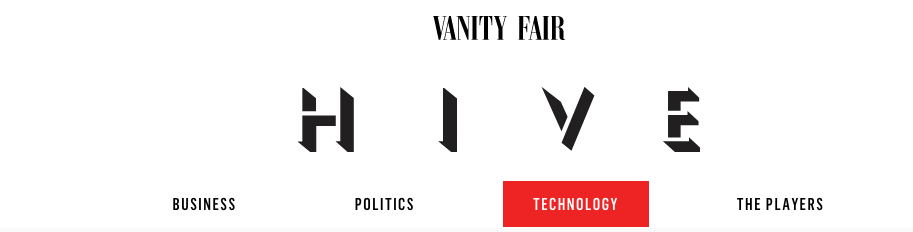 VANITY FAIR
HIVE
BUSINESS POLITICS TECHNOLOGY THE PLAYERS